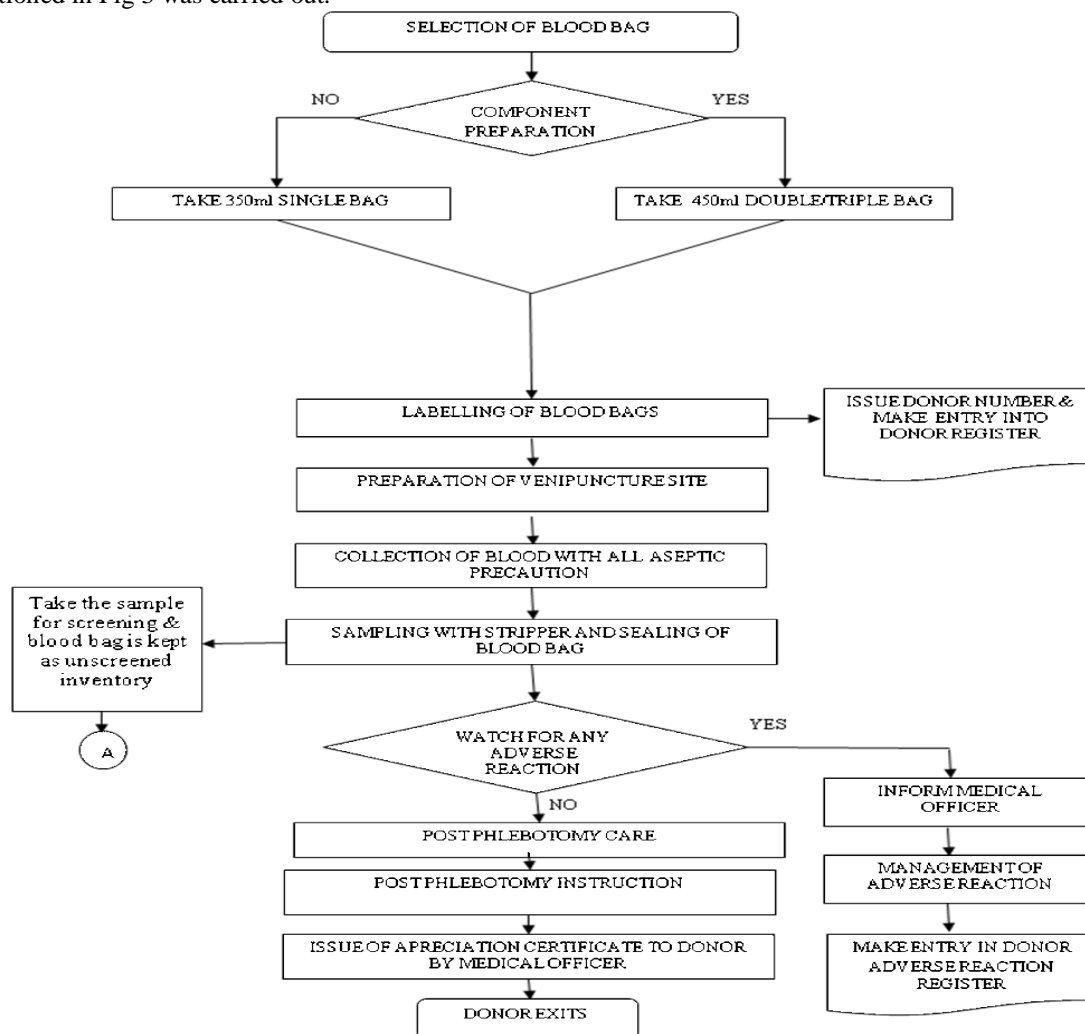 tioned in Fig 3 was carried out.
SELECTION OF BLOOD BAG
NO
YES
COMPONENT
PREPARATION
TAKE 350ml SINGLE BAG
TAKE 450ml DOUBLE/TRIPLE BAG
LABELLING OF BLOOD BAGS
ISSUE DONOR NUMBER &
MAKE ENTRY INTO
DONOR REGISTER
PREPARATION OF VENIPUNCTURE SITE
COLLECTION OF BLOOD WITH ALL ASEPTIC
PRECAUTION
Take the sample
for screening &
blood bag is kept
as unscreened
inventory
SAMPLING WITH STRIPPER AND SEALING OF
BLOOD BAG
A
WATCH FOR ANY
ADVERSE
REACTION
YES
NO
INFORM MEDICAL
OFFICER
POST PHLEBOTOMY CARE
MANAGEMENT OF
ADVERSE REACTION
POST PHLEBOTOMY INSTRUCTION
ISSUE OF APRECIATION CERTIFICATE TO DONOR
BY MEDICAL OFFICER
MAKE ENTRY IN DONOR
ADVERSE REACTION
REGISTER
DONOR EXITS